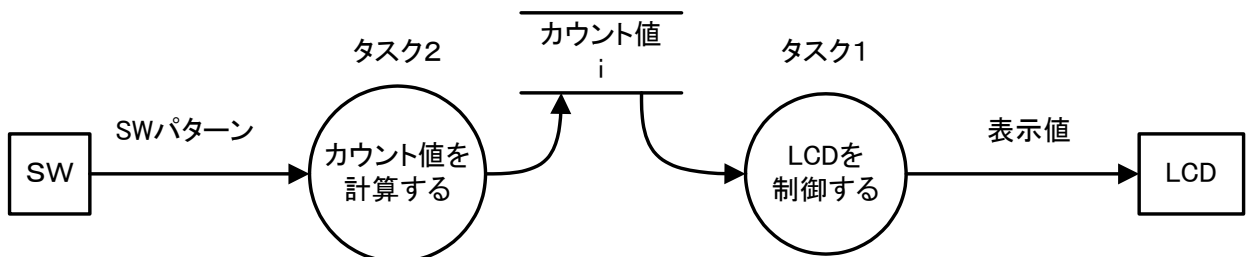 タスク2
カウント値
i
タスク1
SW
SWパターン
カウント値を
計算する
LCDを
制御する
表示値
LCD